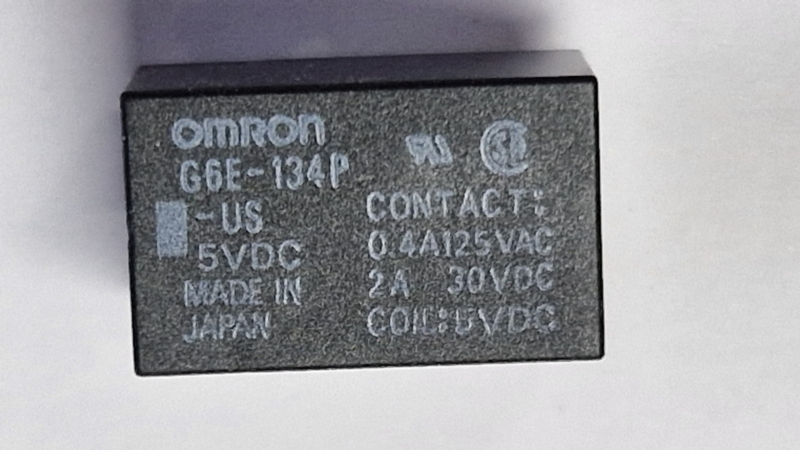 OMRON
G6E-134P
-US
5VDC
MADE IN
JAPAN
CONTACT:
0.4A125VAC
2A 30VDC
COIL:5VDC